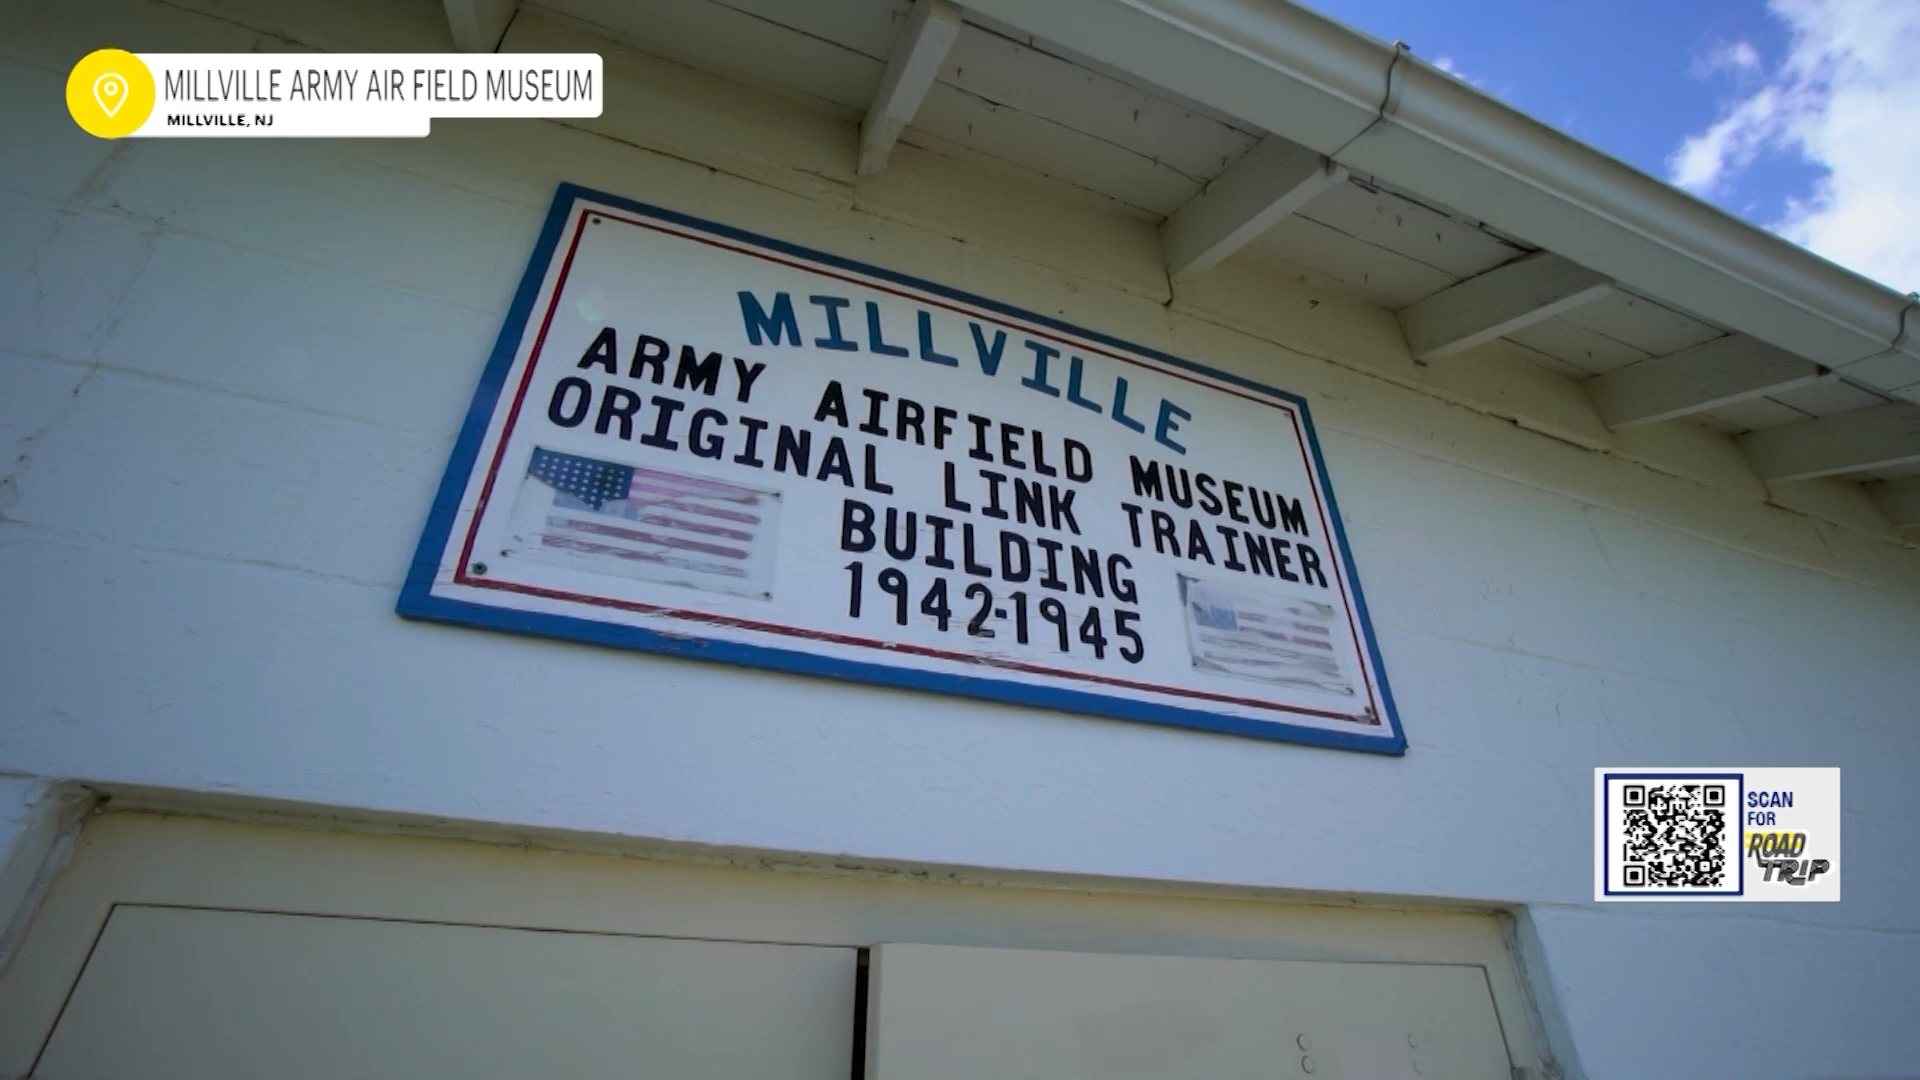 MILLVILLE ARMY AIR FIELD MUSEUM
MILLVILLE, NJ
MILLVILLE
ARMY AIRFIELD MUSEUM
ORIGINAL LINK TRAINER
BUILDING
1942-1945
SCAN
FOR
ROAD
TRIP